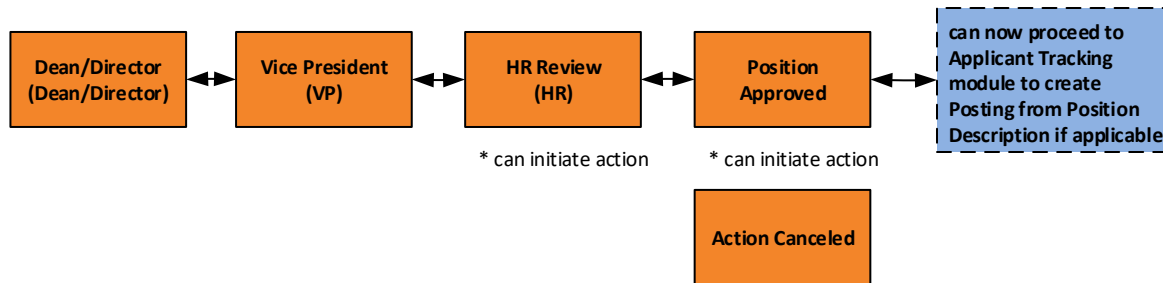 Dean/Director
(Dean/Director)
Vice President
(VP)
HR Review
(HR)
Position
Approved
can now proceed to
Applicant Tracking
module to create
Posting from Position
Description if applicable
* can initiate action
* can initiate action
Action Canceled